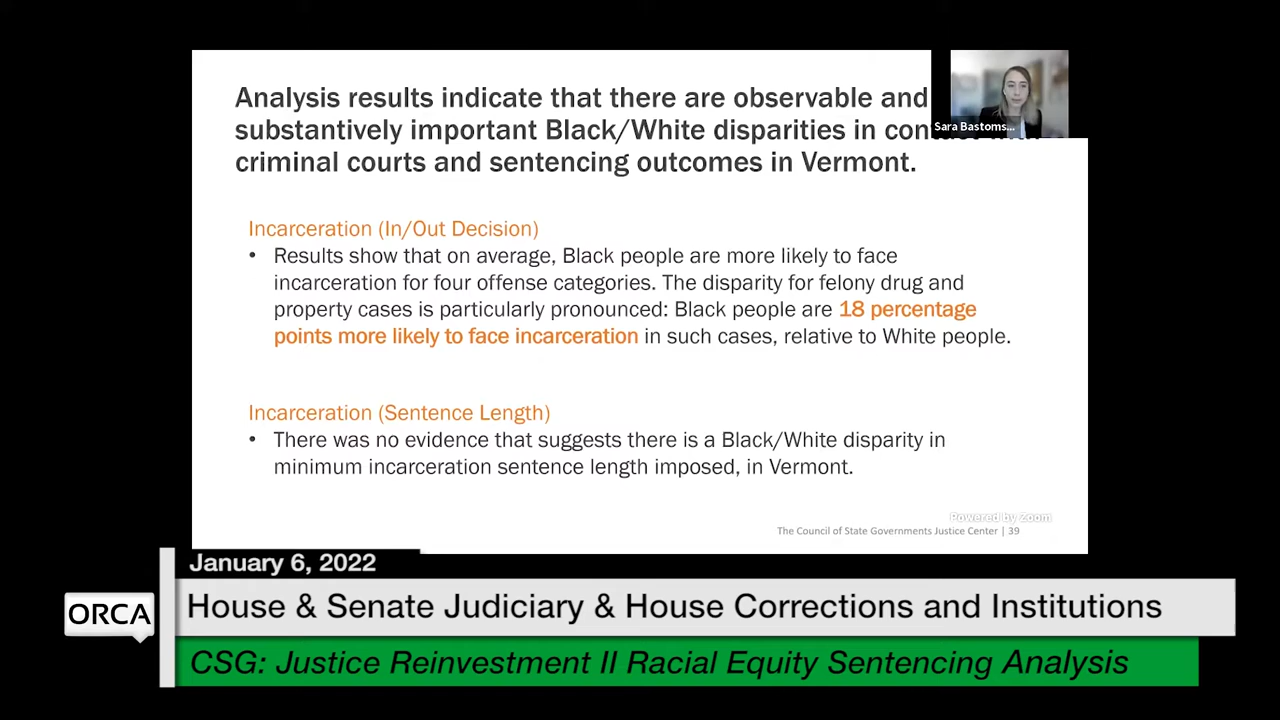 Analysis results indicate that there are observable and
substantively important Black/White disparities in
criminal courts and sentencing outcomes in Vermont.
Sara Bastoms...
Incarceration (In/Out Decision)
• Results show that on average, Black people are more likely to face
incarceration for four offense categories. The disparity for felony drug and
property cases is particularly pronounced: Black people are 18 percentage
points more likely to face incarceration in such cases, relative to White people.
Incarceration (Sentence Length)
• There was no evidence that suggests there is a Black/White disparity in
minimum incarceration sentence length imposed, in Vermont.
Powered by Zoom
The Council of State Governments Justice Center | 39
January 6, 2022
ORCA
House & Senate Judiciary & House Corrections and Institutions
CSG: Justice Reinvestment II Racial Equity Sentencing Analysis